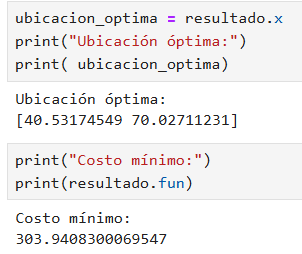 ubicacion_optima = resultado.x
print("Ubicación óptima:")
print( ubicacion_optima)
Ubicación óptima:
[40.53174549 70.02711231]
print("Costo mínimo:")
print(resultado.fun)
Costo mínimo:
303.9408300069547